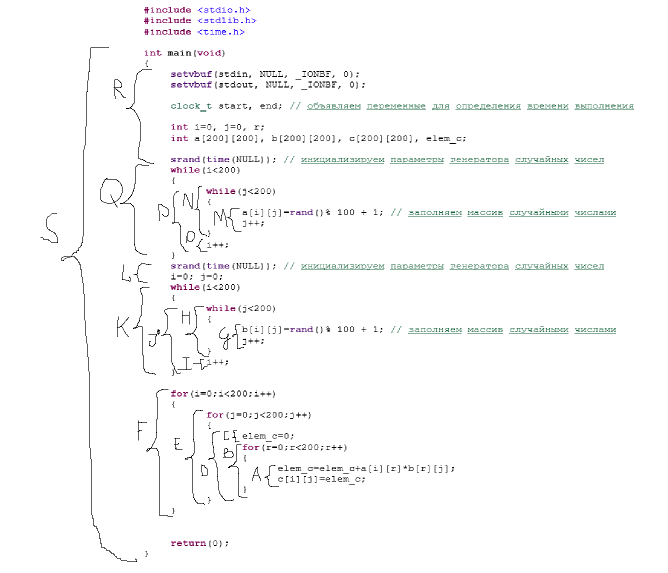 #include <stdio.h>
#include <stdlib.h>
#include <time.h>
int main(void)
{
R
setvbuf(stdin, NULL, _IONBF, 0);
setvbuf(stdout, NULL, _IONBF, 0);
clock_t start, end; // объявляем переменные для определения времени выполнения
int i=0, j=0, r;
int a[200][200], b[200][200], c[200][200], elem_c;
srand(time(NULL)); // инициализируем параметры генератора случайных чисел
while(i<200)
Q {
P N while(j<200)
{
S M a[i][j]=rand()% 100 + 1; // заполняем массив случайными числами
j++;
}
O i++;
}
L srand(time(NULL)); // инициализируем параметры генератора случайных чисел
i=0; j=0;
while(i<200)
{
H while(j<200)
K {
J g b[i][j]=rand()% 100 + 1; // заполняем массив случайными числами
j++;
}
I i++;
}
for(i=0;i<200;i++)
{
for(j=0;j<200;j++)
F {
E C elem_c=0;
B for(r=0;r<200;r++)
{
D A elem_c=elem_c+a[i][r]*b[r][j];
c[i][j]=elem_c;
}
}
}
return(0);
}